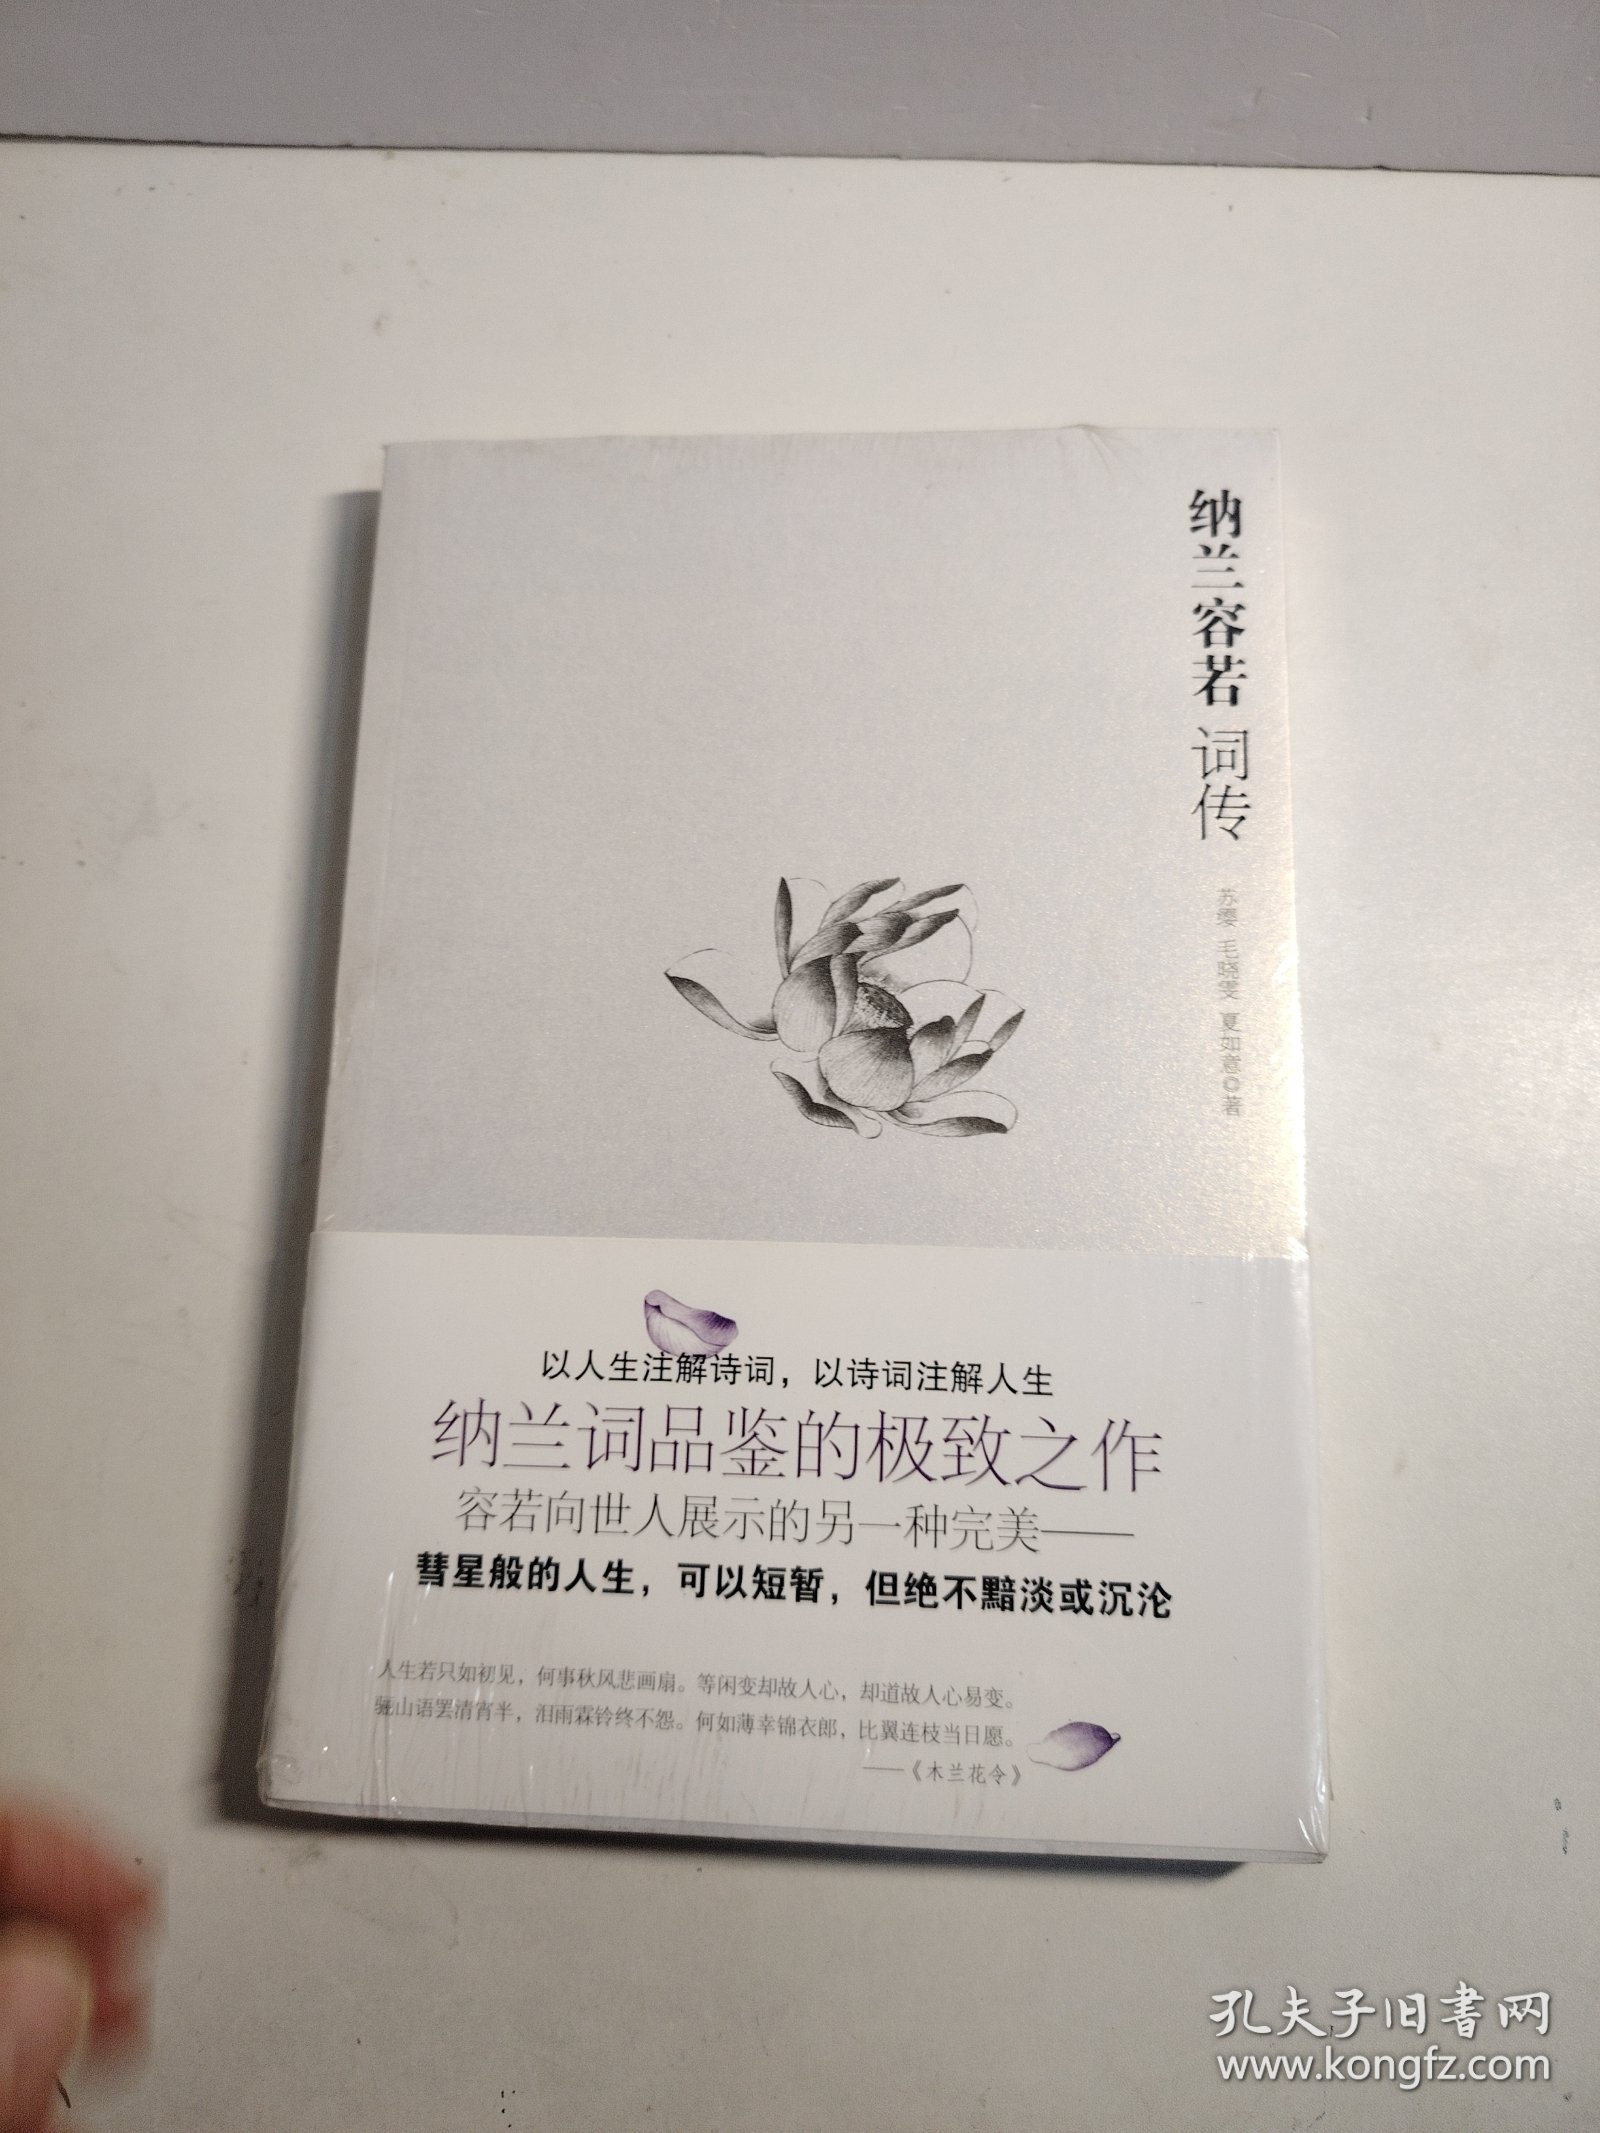 纳兰容若 词传
苏缨 毛晓雯 夏如意◎著
以人生注解诗词，以诗词注解人生
纳兰词品鉴的极致之作
容若向世人展示的另一种完美——
彗星般的人生，可以短暂，但绝不黯淡或沉沦
人生若只如初见，何事秋风悲画扇。等闲变却故人心，却道故人心易变。
骊山语罢清宵半，泪雨霖铃终不怨。何如薄幸锦衣郎，比翼连枝当日愿。
——《木兰花令》
孔夫子旧书网
www.kongfz.com